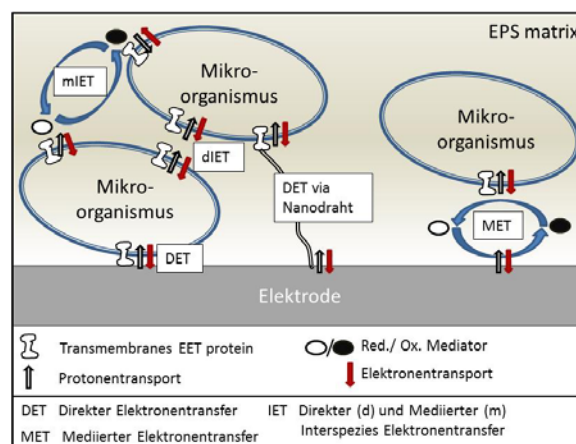 EPS matrix
mIET
Mikro-
organismus
Mikro-
organismus
dIET
Mikro-
organismus
DET via
Nanodraht
MET
DET
Elektrode
Transmembranes EET protein
Red./ Ox. Mediator
Protonentransport
Elektronentransport
DET Direkter Elektronentransfer
IET Direkter (d) und Mediierter (m)
Interspezies Elektronentransfer
MET Mediierter Elektronentransfer